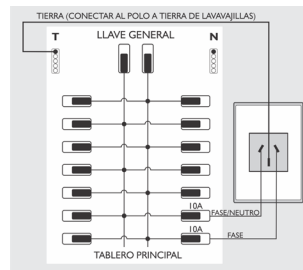 TIERRA (CONECTAR AL POLO A TIERRA DE LAVAVAJILLAS)
T
LLAVE GENERAL
N
10A
FASE/NEUTRO
10A
FASE
TABLERO PRINCIPAL